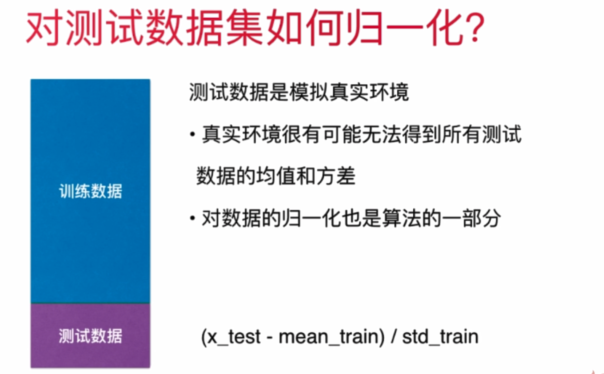 对测试数据集如何归一化？
测试数据是模拟真实环境
• 真实环境很有可能无法得到所有测试
数据的均值和方差
• 对数据的归一化也是算法的一部分
训练数据
测试数据
(x_test - mean_train) / std_train